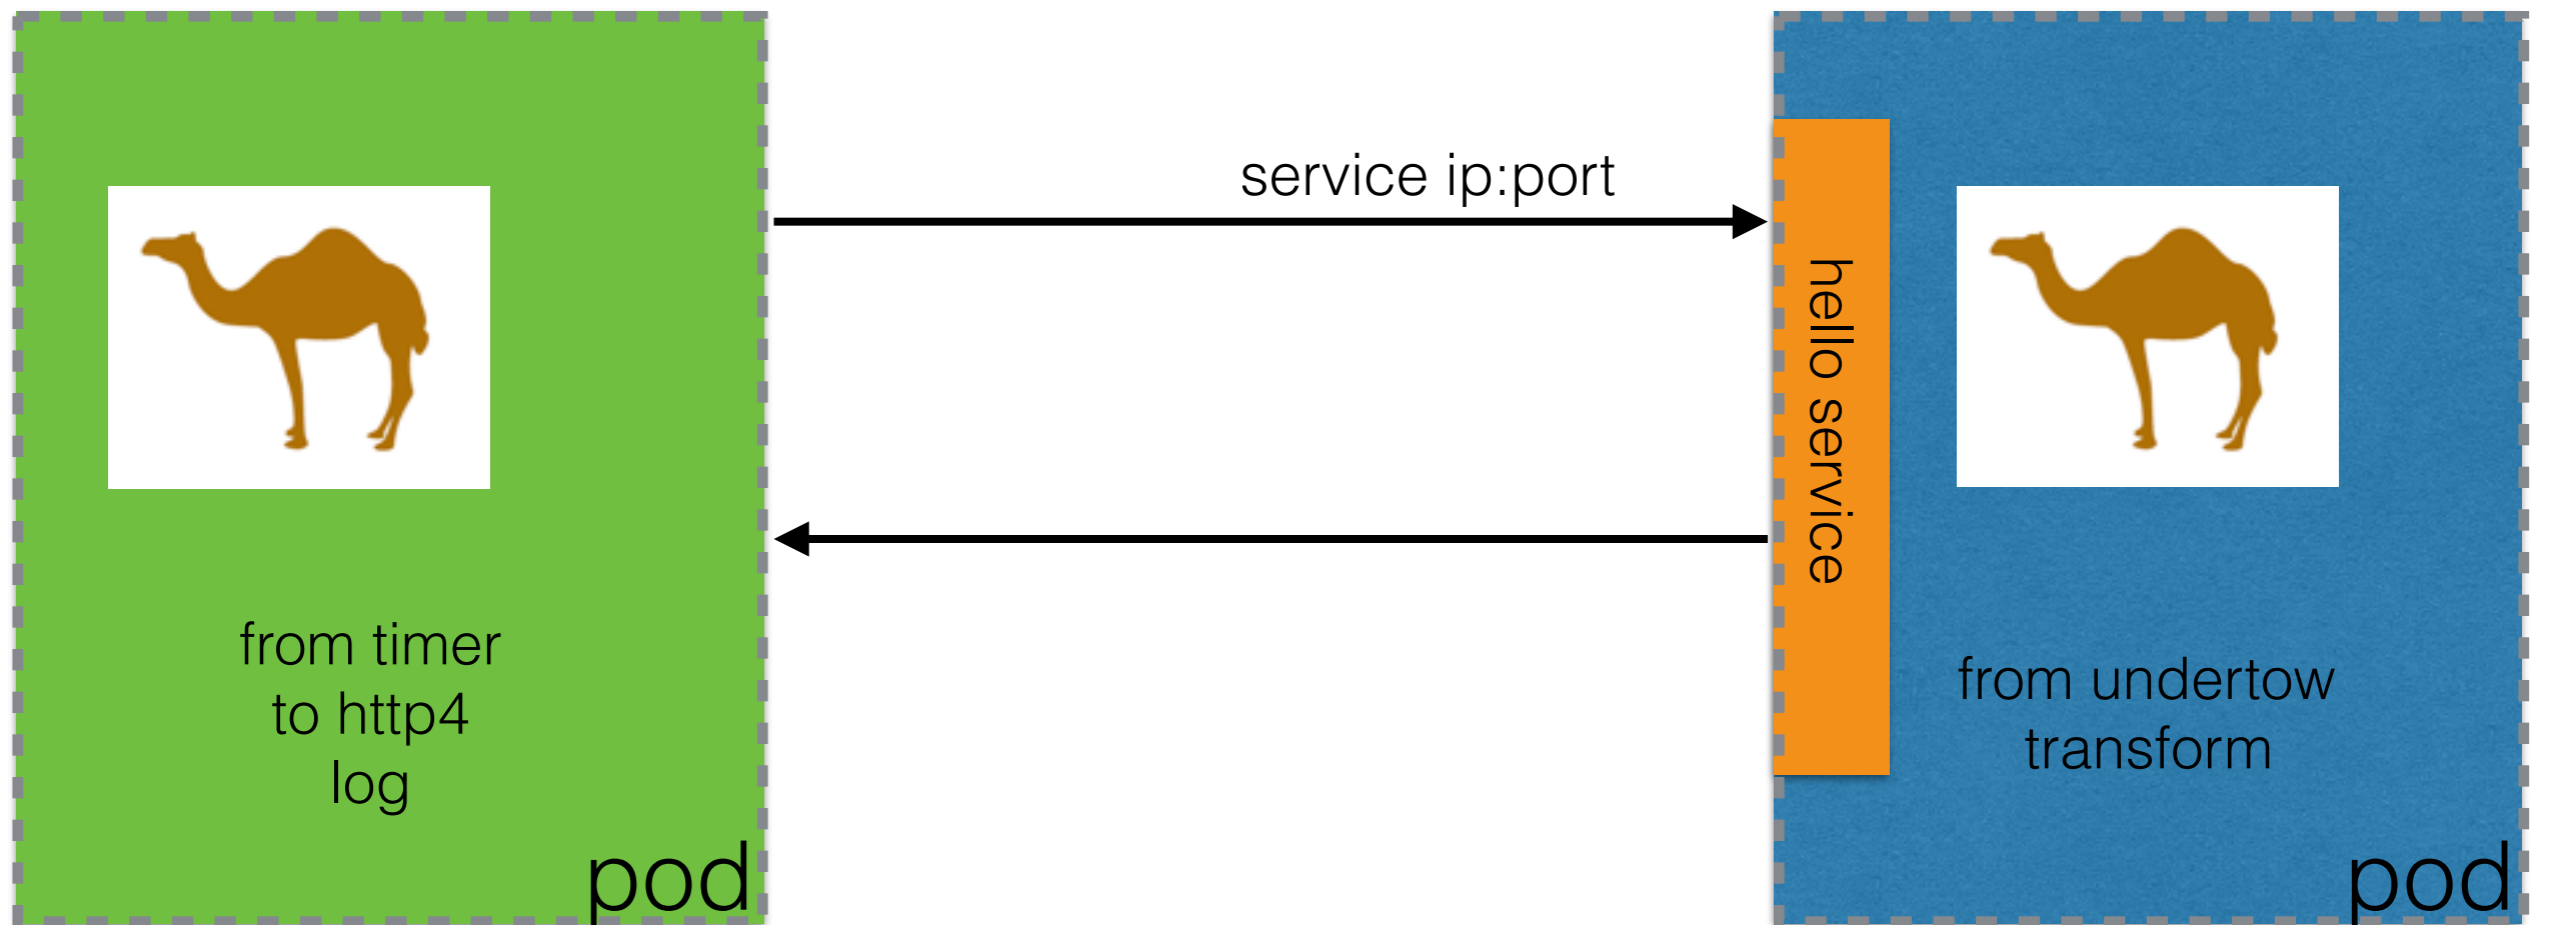 from timer
to http4
log
pod
service ip:port
hello service
from undertow
transform
pod